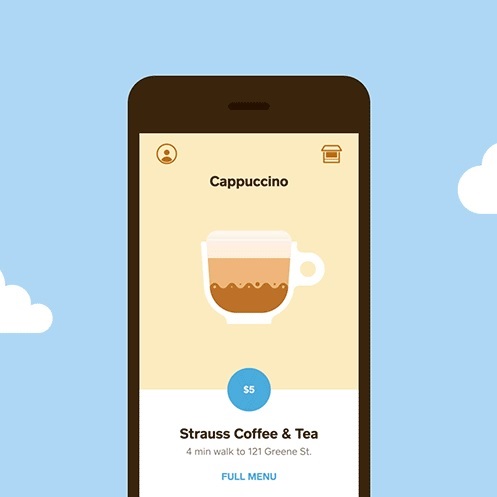 Cappuccino
$5
Strauss Coffee & Tea
4 min walk to 121 Greene St.
FULL MENU